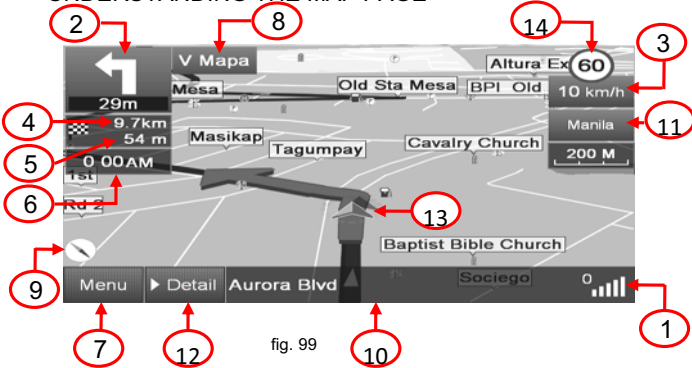 UNDERSTANDING THE MAP PAGE
2
8
14
3
V Mapa
Altura Ex
60
Mesa
Old Sta Mesa
BPI Old
10 km/h
29m
4
9.7km
Manila
11
5
54 m
Masikap
Tagumpay
Cavalry Church
200 M
6
0 00AM
1st
Rd 2
13
Baptist Bible Church
9
Menu
Detail
Aurora Blvd
Sociego
0
1
7
12
fig. 99
10